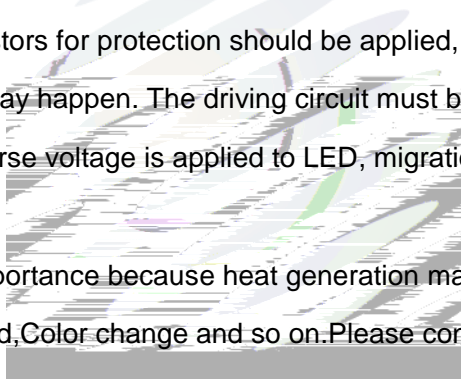 tors for protection should be applied,
ay happen. The driving circuit must b
rse voltage is applied to LED, migrati
portance because heat generation ma
d,Color change and so on.Please con